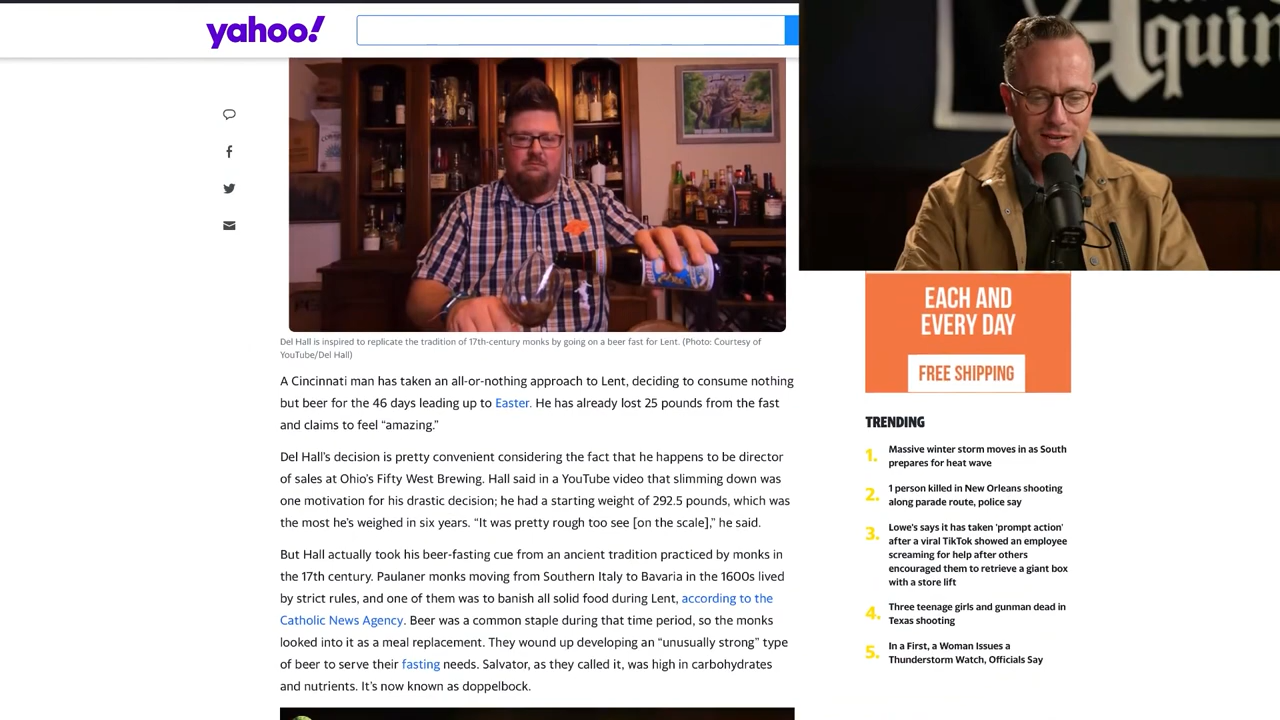 yahoo!
Aquin
Del Hall is inspired to replicate the tradition of 17th-century monks by going on a beer fast for Lent. (Photo: Courtesy of
YouTube/Del Hall)
A Cincinnati man has taken an all-or-nothing approach to Lent, deciding to consume nothing
but beer for the 46 days leading up to Easter. He has already lost 25 pounds from the fast
and claims to feel “amazing.”
Del Hall’s decision is pretty convenient considering the fact that he happens to be director
of sales at Ohio’s Fifty West Brewing. Hall said in a YouTube video that slimming down was
one motivation for his drastic decision; he had a starting weight of 292.5 pounds, which was
the most he’s weighed in six years. “It was pretty rough too see [on the scale],” he said.
But Hall actually took his beer-fasting cue from an ancient tradition practiced by monks in
the 17th century. Paulaner monks moving from Southern Italy to Bavaria in the 1600s lived
by strict rules, and one of them was to banish all solid food during Lent, according to the
Catholic News Agency. Beer was a common staple during that time period, so the monks
looked into it as a meal replacement. They wound up developing an “unusually strong” type
of beer to serve their fasting needs. Salvator, as they called it, was high in carbohydrates
and nutrients. It’s now known as doppelbock.
EACH AND
EVERY DAY
FREE SHIPPING
TRENDING
1. Massive winter storm moves in as South
prepares for heat wave
2. 1 person killed in New Orleans shooting
along parade route, police say
3. Lowe's says it has taken 'prompt action'
after a viral TikTok showed an employee
screaming for help after others
encouraged them to retrieve a giant box
with a store lift
4. Three teenage girls and gunman dead in
Texas shooting
5. In a First, a Woman Issues a
Thunderstorm Watch, Officials Say